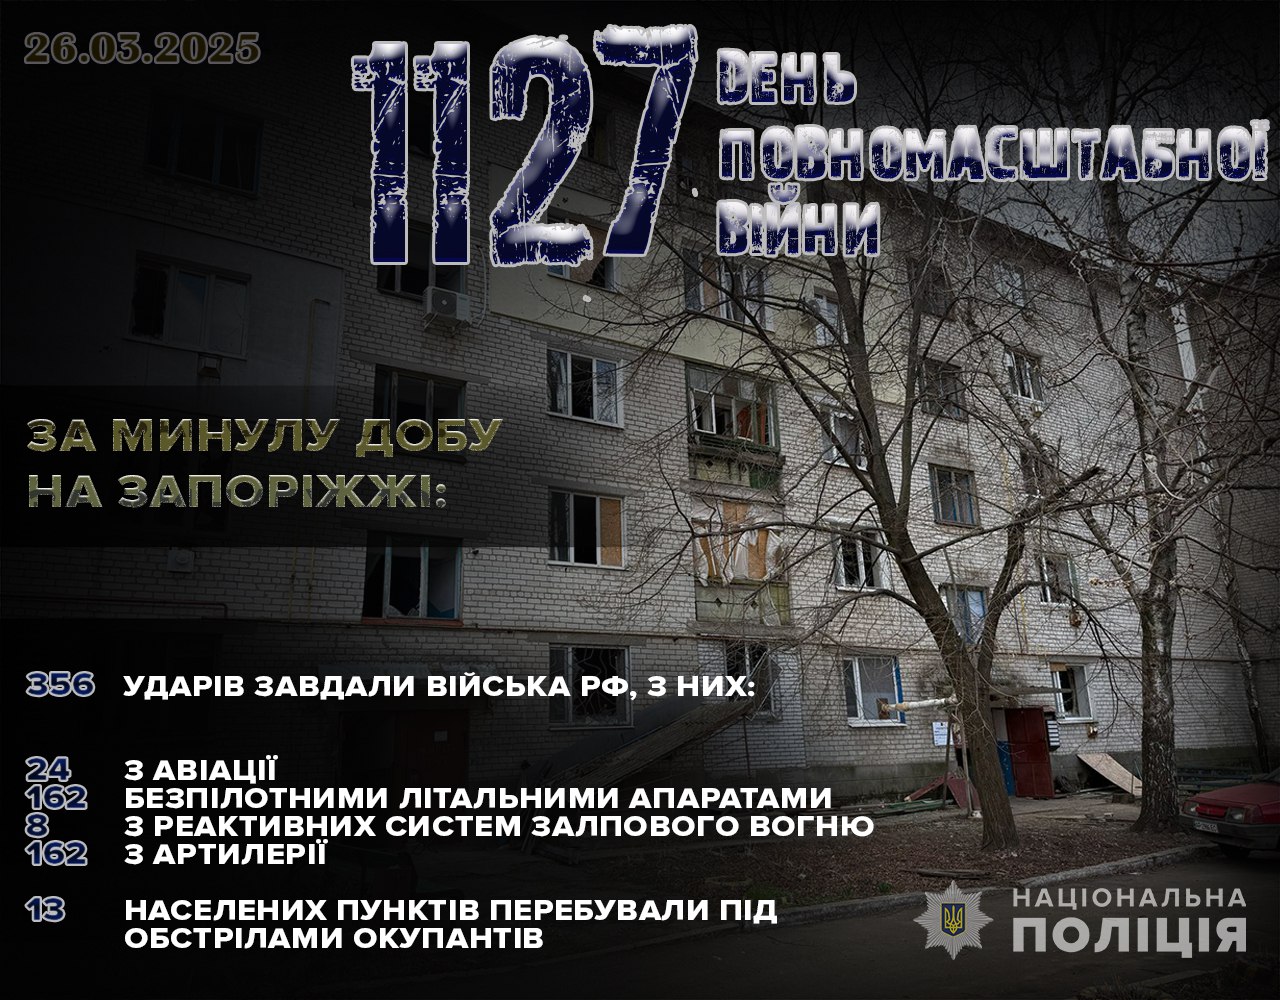 26.03.2025
1127 ДЕНЬ
ПОВНОМАСШТАБНОЇ
ВІЙНИ
ЗА МИНУЛУ ДОБУ
НА ЗАПОРІЖЖІ:
356 УДАРІВ ЗАВДАЛИ ВІЙСЬКА РФ, З НИХ:
24 З АВІАЦІЇ
162 БЕЗПІЛОТНИМИ ЛІТАЛЬНИМИ АПАРАТАМИ
8 З РЕАКТИВНИХ СИСТЕМ ЗАЛПОВОГО ВОГНЮ
162 З АРТИЛЕРІЇ
13 НАСЕЛЕНИХ ПУНКТІВ ПЕРЕБУВАЛИ ПІД
ОБСТРІЛАМИ ОКУПАНТІВ
НАЦІОНАЛЬНА
ПОЛІЦІЯ